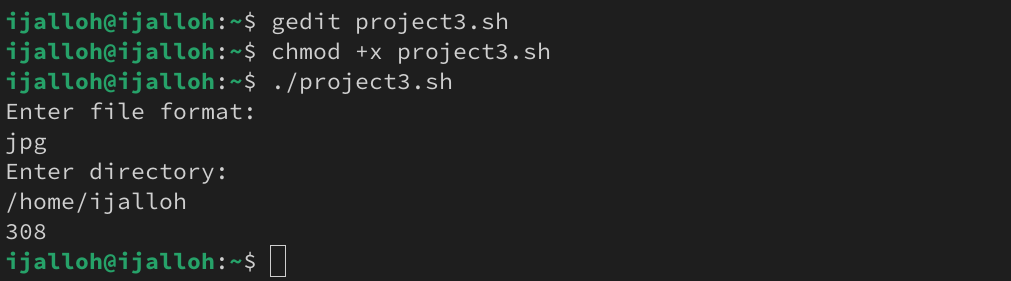 ijalloh@ijalloh:~$ gedit project3.sh
ijalloh@ijalloh:~$ chmod +x project3.sh
ijalloh@ijalloh:~$ ./project3.sh
Enter file format:
jpg
Enter directory:
/home/ijalloh
308
ijalloh@ijalloh:~$